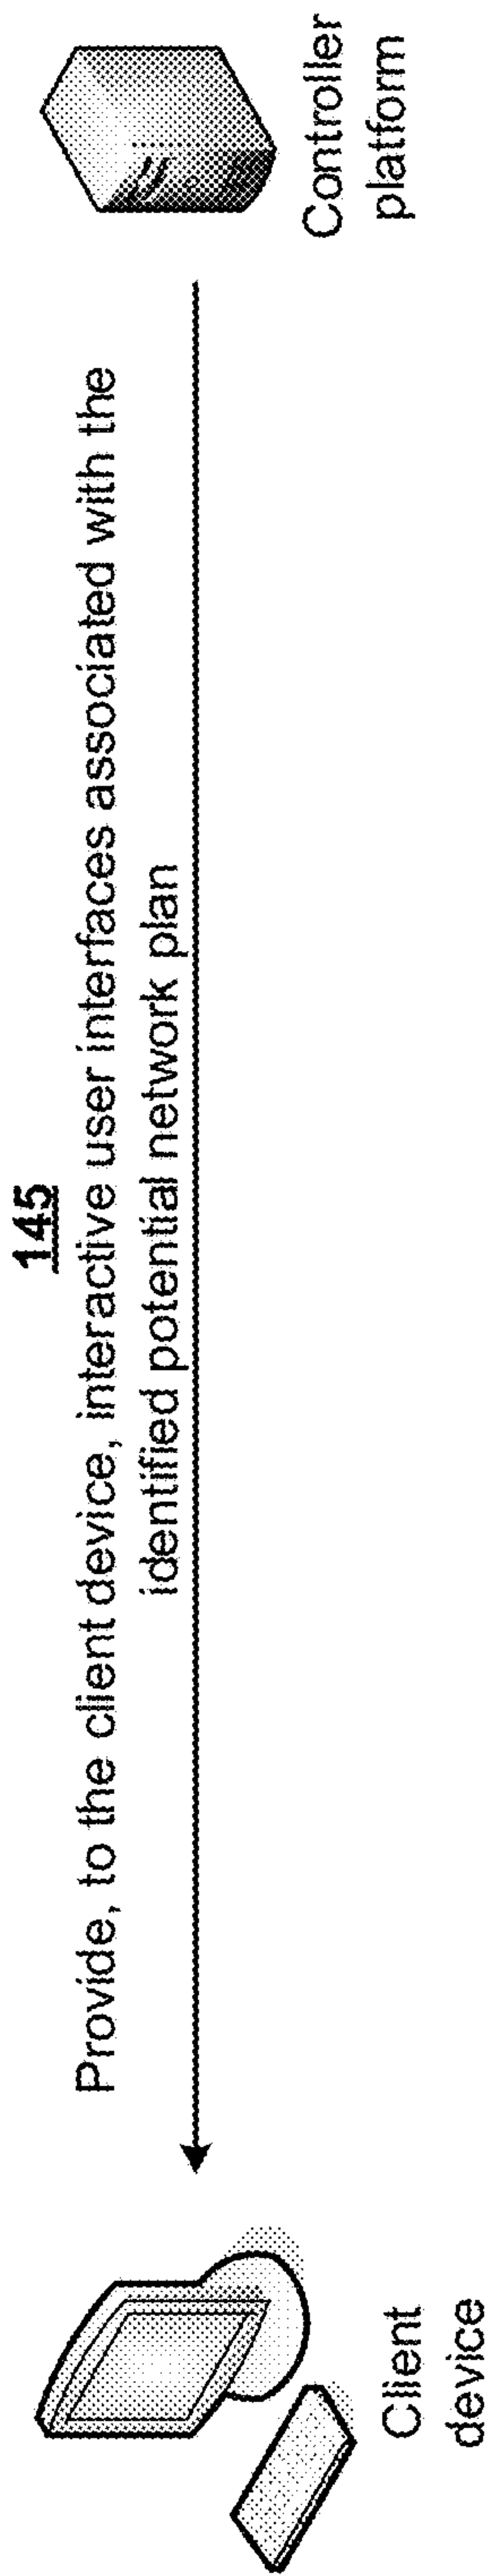 145
Provide, to the client device, interactive user interfaces associated with the
identified potential network plan
Client
device
Controller
platform